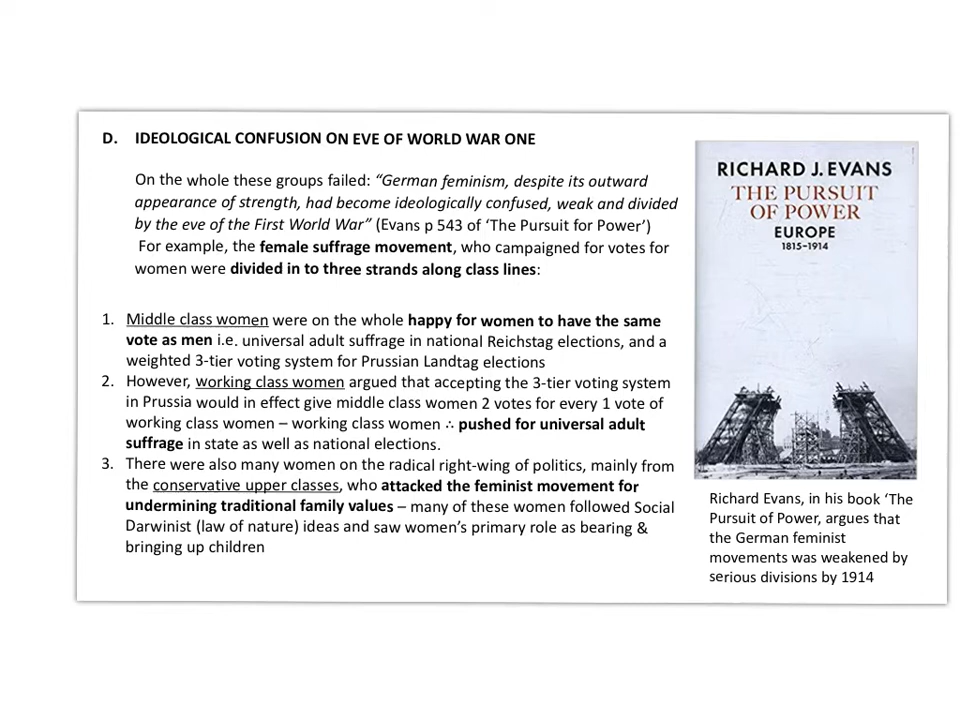 D. IDEOLOGICAL CONFUSION ON EVE OF WORLD WAR ONE
On the whole these groups failed: “German feminism, despite its outward
appearance of strength, had become ideologically confused, weak and divided
by the eve of the First World War” (Evans p 543 of ‘The Pursuit for Power’)
For example, the female suffrage movement, who campaigned for votes for
women were divided in to three strands along class lines:
1. Middle class women were on the whole happy for women to have the same
vote as men i.e. universal adult suffrage in national Reichstag elections, and a
weighted 3-tier voting system for Prussian Landtag elections
2. However, working class women argued that accepting the 3-tier voting system
in Prussia would in effect give middle class women 2 votes for every 1 vote of
working class women – working class women ∴ pushed for universal adult
suffrage in state as well as national elections.
3. There were also many women on the radical right-wing of politics, mainly from
the conservative upper classes, who attacked the feminist movement for
undermining traditional family values – many of these women followed Social
Darwinist (law of nature) ideas and saw women’s primary role as bearing &
bringing up children
RICHARD J. EVANS
THE PURSUIT
OF POWER
EUROPE
1815–1914
Richard Evans, in his book ‘The
Pursuit of Power, argues that
the German feminist
movements was weakened by
serious divisions by 1914